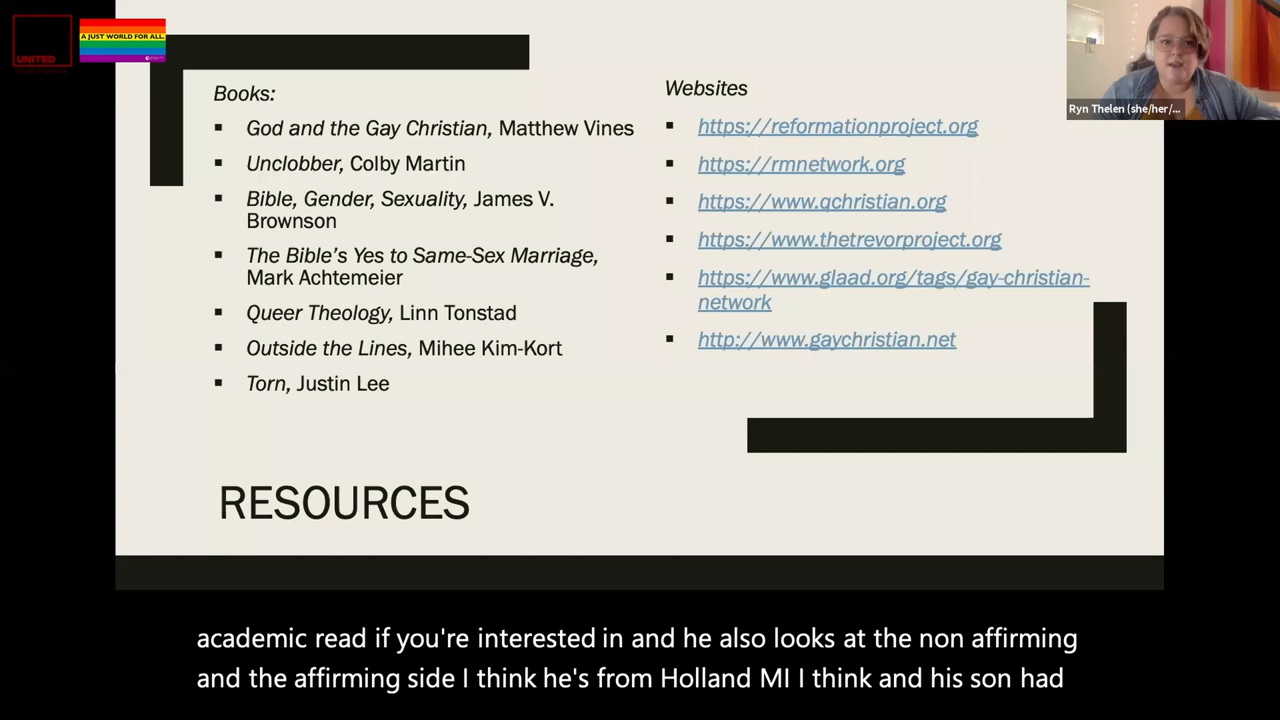 UNITED
A JUST WORLD FOR ALL.
Books:
▪ God and the Gay Christian, Matthew Vines
▪ Unclobber, Colby Martin
▪ Bible, Gender, Sexuality, James V.
Brownson
▪ The Bible’s Yes to Same-Sex Marriage,
Mark Achtemeier
▪ Queer Theology, Linn Tonstad
▪ Outside the Lines, Mihee Kim-Kort
▪ Torn, Justin Lee
Websites
▪ https://reformationproject.org
▪ https://rmnetwork.org
▪ https://www.qchristian.org
▪ https://www.thetrevorproject.org
▪ https://www.glaad.org/tags/gay-christian-
network
▪ http://www.gaychristian.net
RESOURCES
Ryn Thelen (she/her/...
academic read if you're interested in and he also looks at the non affirming
and the affirming side I think he's from Holland MI I think and his son had